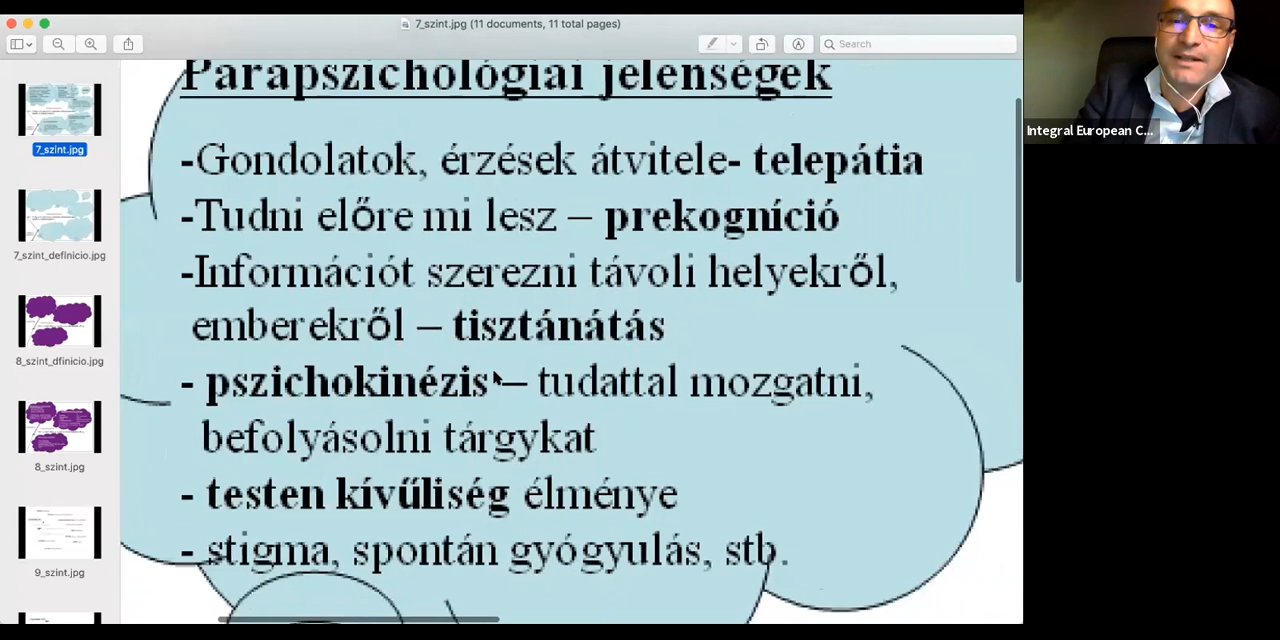 7_szint.jpg (11 documents, 11 total pages)
Search
Integral European C...
7_szint.jpg
7_szint_definicio.jpg
8_szint_dfinicio.jpg
8_szint.jpg
9_szint.jpg
Parapszichológiai jelenségek
-Gondolatok, érzések átvitele- telepátia
-Tudni előre mi lesz – prekogníció
-Információt szerezni távoli helyekről,
emberekről – tisztánátás
- pszichokinézis – tudattal mozgatni,
befolyásolni tárgykat
- testen kívűliség élménye
- stigma, spontán gyógyulás, stb.